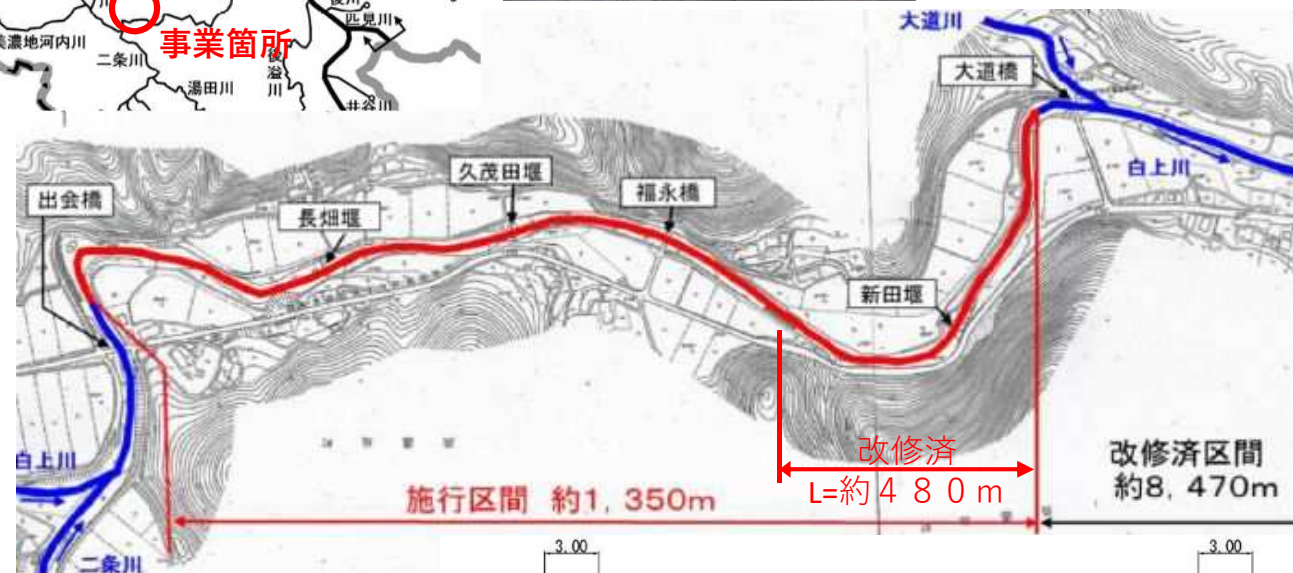 匹見川
美濃地河内川
事業箇所
二条川
後溢川
湯田川
大道川
大道橋
白上川
出会橋
長畑堰
久茂田堰
福永橋
新田堰
白上川
二条川
改修済
L=約４８０ｍ
施行区間 約1,350m
改修済区間
約8,470m
3.00
3.00